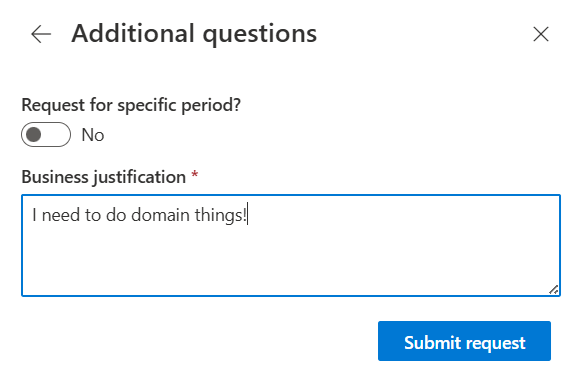 Additional questions
Request for specific period?
No
Business justification *
I need to do domain things!
Submit request